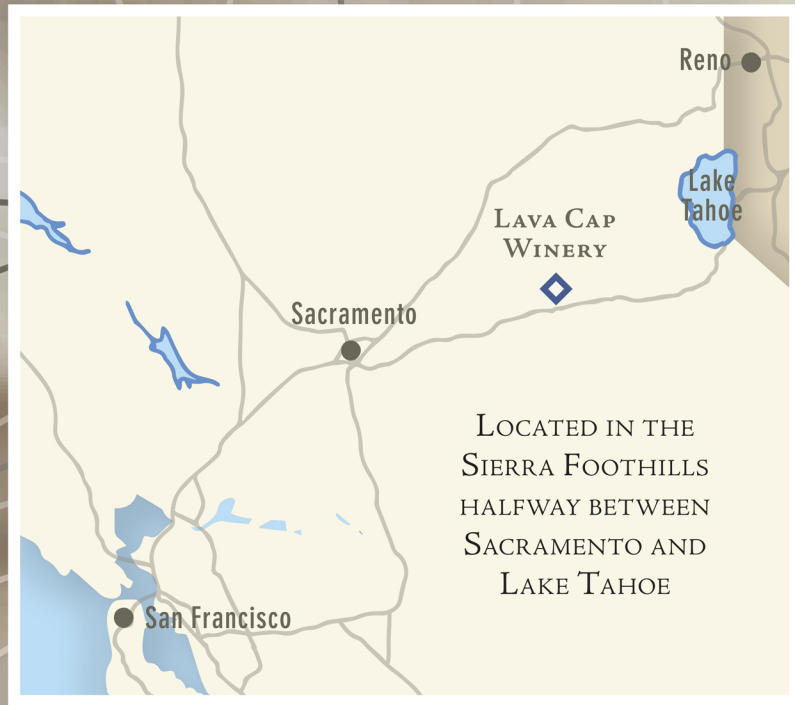 Reno
Lake
Tahoe
Lava Cap
Winery
Sacramento
Located in the
Sierra Foothills
halfway between
Sacramento and
Lake Tahoe
San Francisco